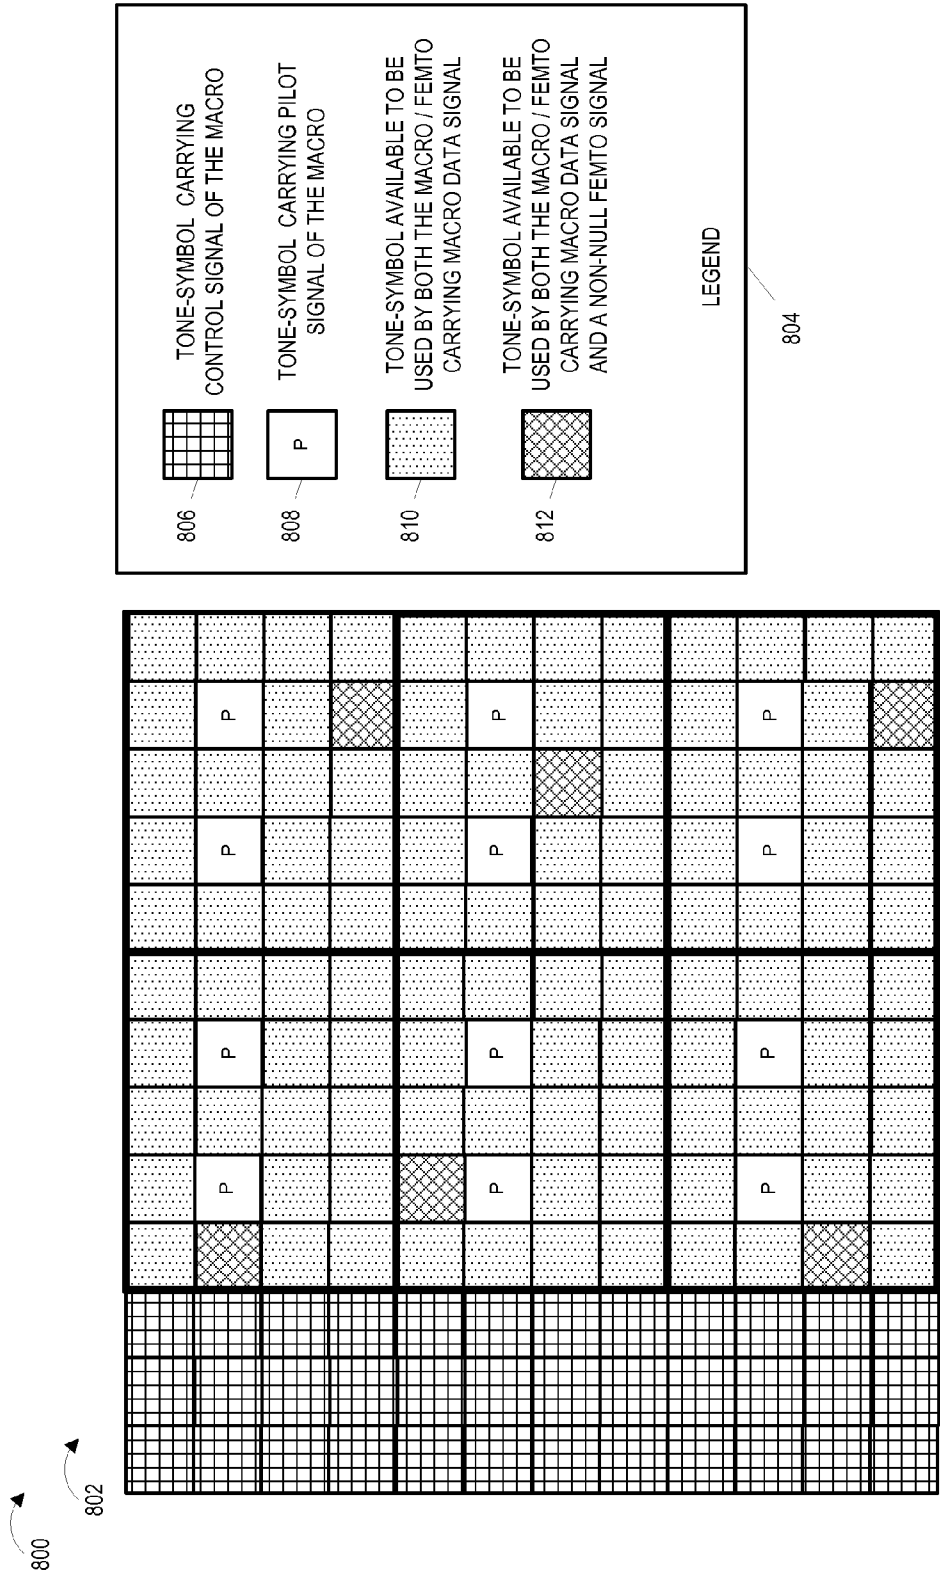 800
802
P
P
P
P
P
P
P
P
P
P
P
P
806
TONE-SYMBOL CARRYING
CONTROL SIGNAL OF THE MACRO
808
P
TONE-SYMBOL CARRYING PILOT
SIGNAL OF THE MACRO
810
TONE-SYMBOL AVAILABLE TO BE
USED BY BOTH THE MACRO / FEMTO
CARRYING MACRO DATA SIGNAL
812
TONE-SYMBOL AVAILABLE TO BE
USED BY BOTH THE MACRO / FEMTO
CARRYING MACRO DATA SIGNAL
AND A NON-NULL FEMTO SIGNAL
LEGEND
804